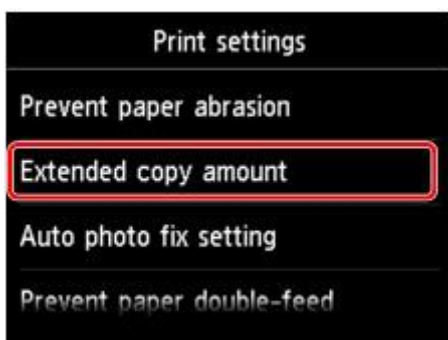 Print settings
Prevent paper abrasion
Extended copy amount
Auto photo fix setting
Prevent paper double-feed